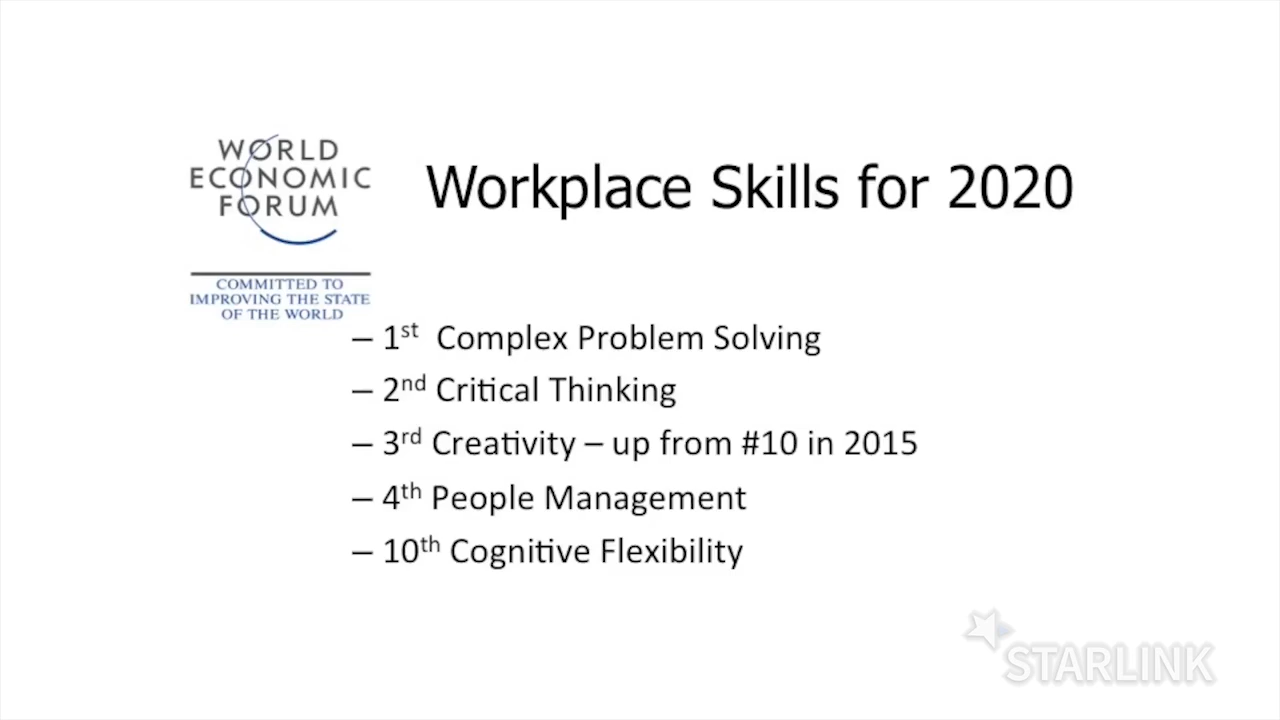 WORLD
ECONOMIC
FORUM
COMMITTED TO
IMPROVING THE STATE
OF THE WORLD
Workplace Skills for 2020
– 1st Complex Problem Solving
– 2nd Critical Thinking
– 3rd Creativity – up from #10 in 2015
– 4th People Management
– 10th Cognitive Flexibility
STARLINK